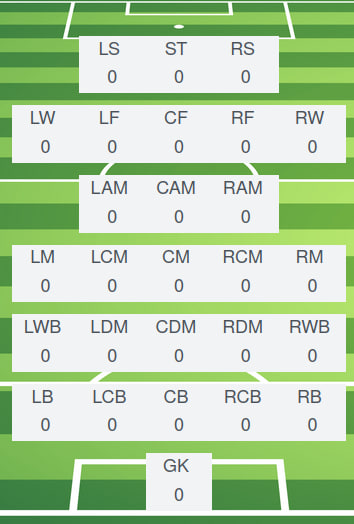 LS ST RS
0 0 0
LW LF CF RF RW
0 0 0 0 0
LAM CAM RAM
0 0 0
LM LCM CM RCM RM
0 0 0 0 0
LWB LDM CDM RDM RWB
0 0 0 0 0
LB LCB CB RCB RB
0 0 0 0 0
GK
0